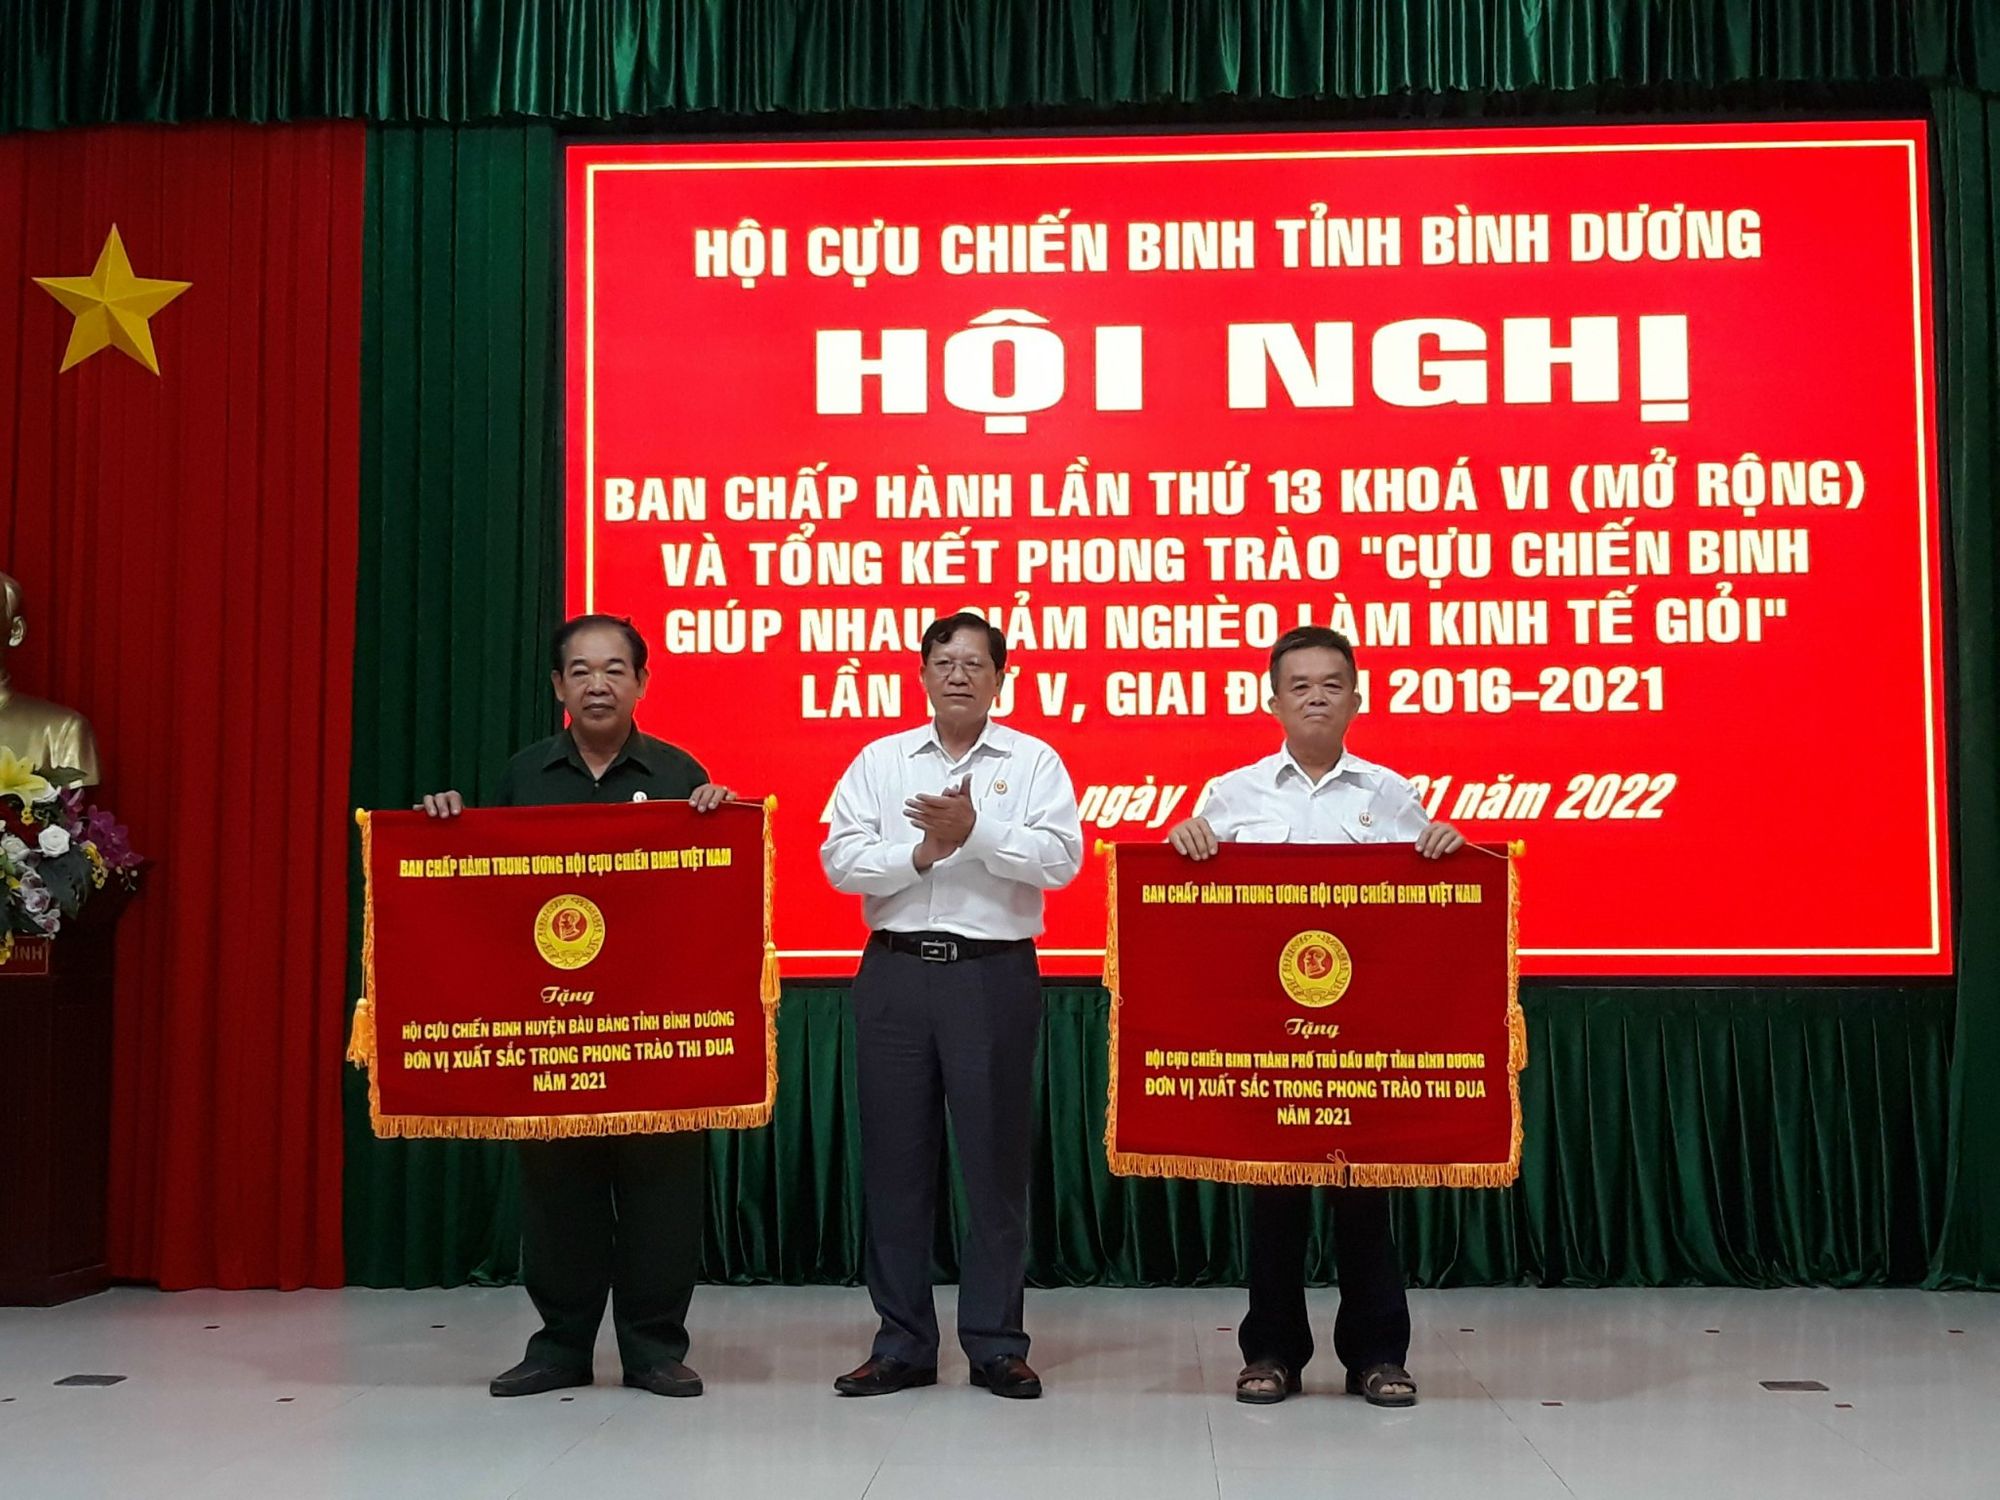 HỘI CỰU CHIẾN BINH TỈNH BÌNH DƯƠNG
HỘI NGHỊ
BAN CHẤP HÀNH LẦN THỨ 13 KHOÁ VI (MỞ RỘNG)
VÀ TỔNG KẾT PHONG TRÀO "CỰU CHIẾN BINH
GIÚP NHAU GIẢM NGHÈO LÀM KINH TẾ GIỎI"
LẦN THỨ V, GIAI ĐOẠN 2016-2021
ngày 01 năm 2022
BAN CHẤP HÀNH TRUNG ƯƠNG HỘI CỰU CHIẾN BINH VIỆT NAM
Tặng
HỘI CỰU CHIẾN BINH HUYỆN BÀU BÀNG TỈNH BÌNH DƯƠNG
ĐƠN VỊ XUẤT SẮC TRONG PHONG TRÀO THI ĐUA
NĂM 2021
BAN CHẤP HÀNH TRUNG ƯƠNG HỘI CỰU CHIẾN BINH VIỆT NAM
Tặng
HỘI CỰU CHIẾN BINH THÀNH PHỐ THỦ DẦU MỘT TỈNH BÌNH DƯƠNG
ĐƠN VỊ XUẤT SẮC TRONG PHONG TRÀO THI ĐUA
NĂM 2021